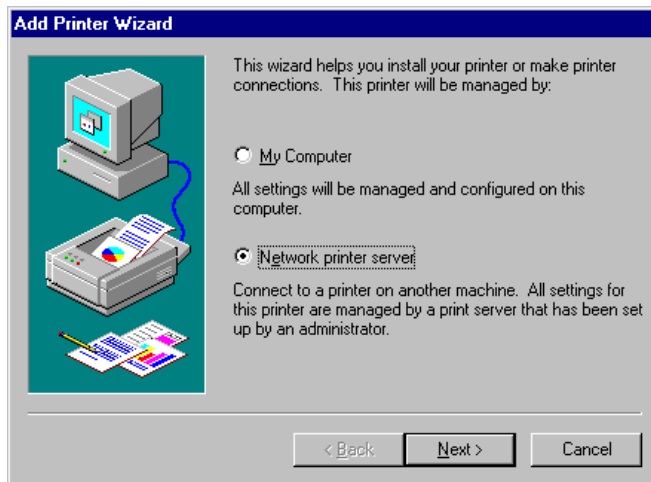 Add Printer Wizard
This wizard helps you install your printer or make printer
connections. This printer will be managed by:
My Computer
All settings will be managed and configured on this
computer.
Network printer server
Connect to a printer on another machine. All settings for
this printer are managed by a print server that has been set
up by an administrator.
< Back
Next >
Cancel